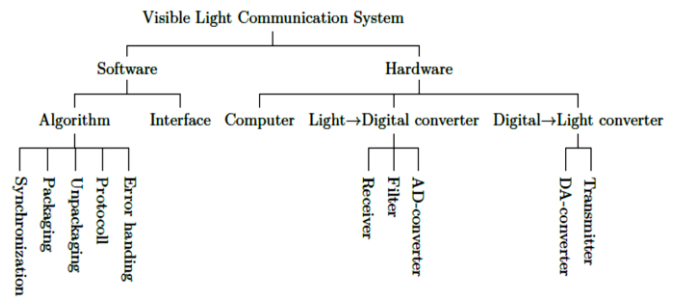 Visible Light Communication System
Software
Hardware
Algorithm
Interface
Computer
Light→Digital converter
Digital→Light converter
Synchronization
Packaging
Unpackaging
Protocoll
Error handing
Receiver
Filter
AD-converter
DA-converter
Transmitter